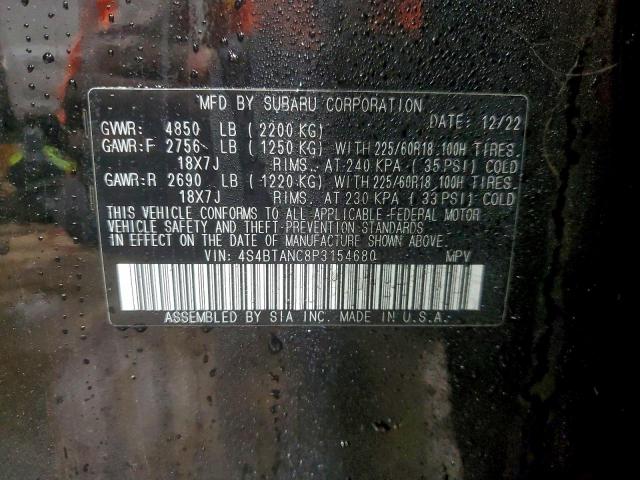 MFD BY SUBARU CORPORATION
DATE: 12/22
GVWR: 4850 LB (2200 KG)
GAWR:F 2756 LB (1250 KG) WITH 225/60R18 100H TIRES.
18X7J RIMS. AT 240 KPA (35 PSI) COLD
GAWR:R 2690 LB (1220 KG) WITH 225/60R18 100H TIRES.
18X7J RIMS. AT 230 KPA (33 PSI) COLD
THIS VEHICLE CONFORMS TO ALL APPLICABLE FEDERAL MOTOR
VEHICLE SAFETY AND THEFT PREVENTION STANDARDS
IN EFFECT ON THE DATE OF MANUFACTURE SHOWN ABOVE.
VIN: 4S4BTANC8P3154680 MPV
ASSEMBLED BY SIA INC. MADE IN U.S.A.